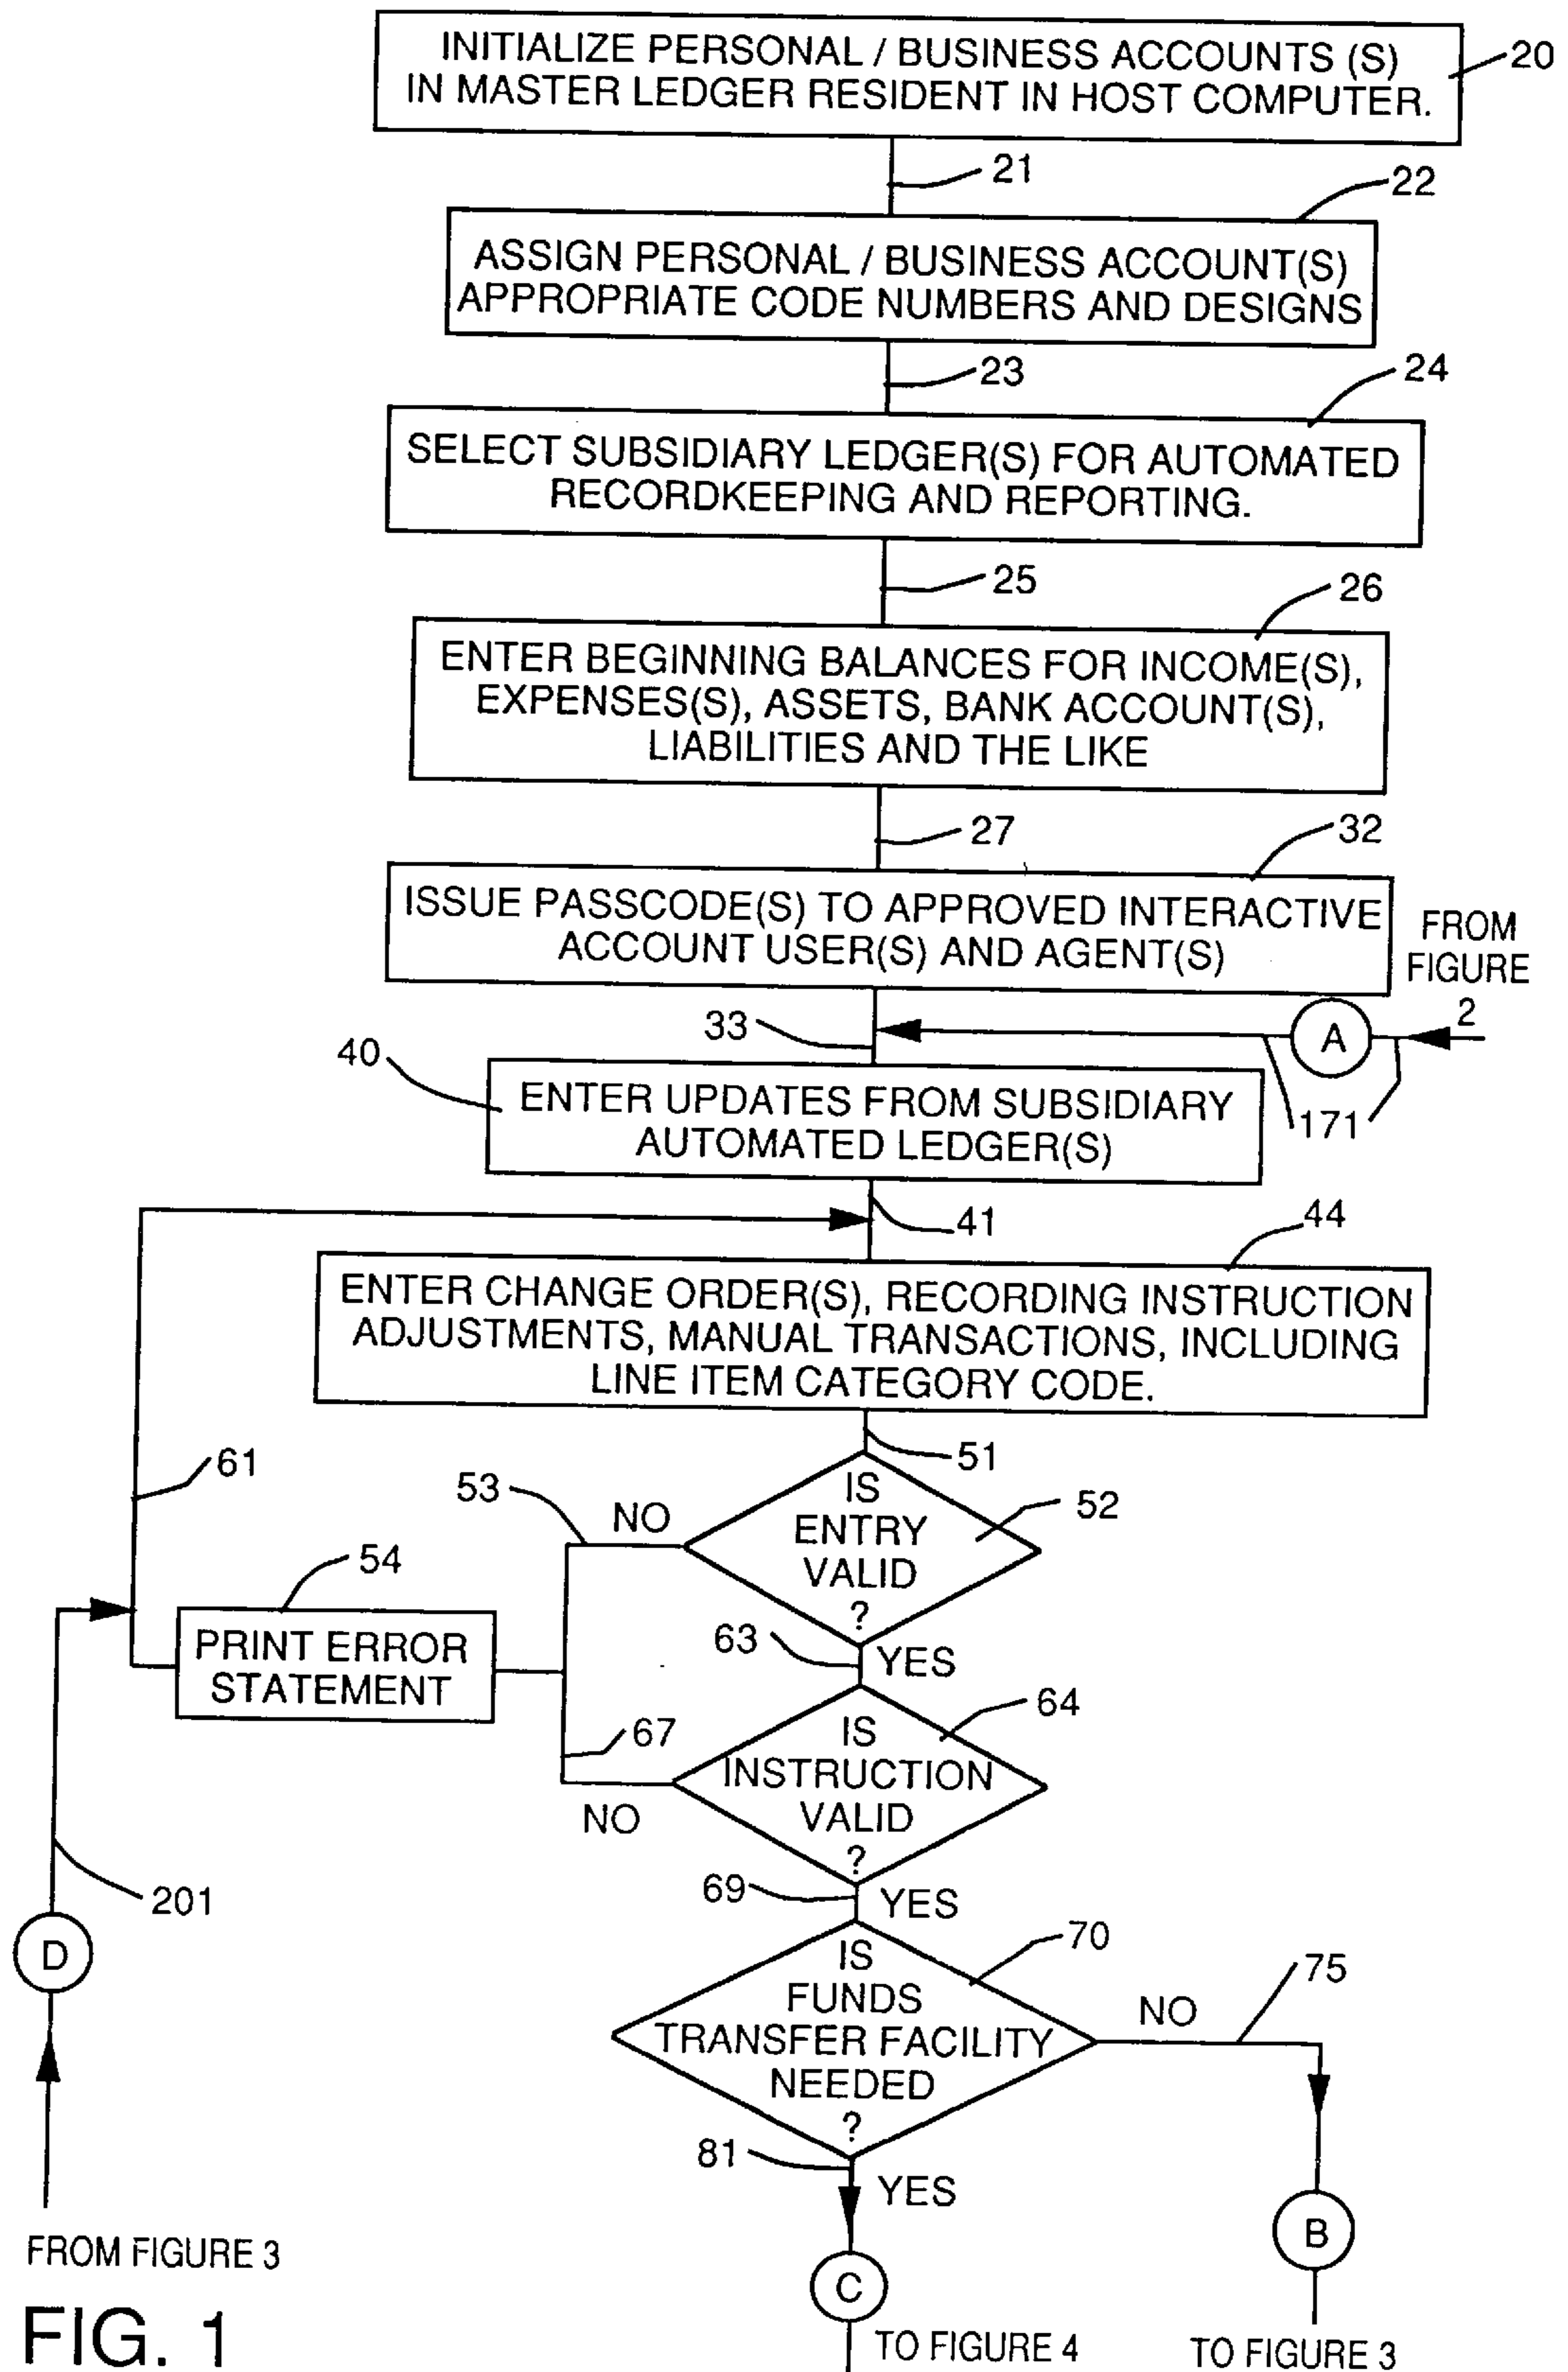 INITIALIZE PERSONAL / BUSINESS ACCOUNTS (S)
IN MASTER LEDGER RESIDENT IN HOST COMPUTER.
20
21
22
ASSIGN PERSONAL / BUSINESS ACCOUNT(S)
APPROPRIATE CODE NUMBERS AND DESIGNS
23
24
SELECT SUBSIDIARY LEDGER(S) FOR AUTOMATED
RECORDKEEPING AND REPORTING.
25
26
ENTER BEGINNING BALANCES FOR INCOME(S),
EXPENSES(S), ASSETS, BANK ACCOUNT(S),
LIABILITIES AND THE LIKE
27
32
ISSUE PASSCODE(S) TO APPROVED INTERACTIVE
ACCOUNT USER(S) AND AGENT(S)
FROM
FIGURE
2
33
A
171
40
ENTER UPDATES FROM SUBSIDIARY
AUTOMATED LEDGER(S)
41
44
ENTER CHANGE ORDER(S), RECORDING INSTRUCTION
ADJUSTMENTS, MANUAL TRANSACTIONS, INCLUDING
LINE ITEM CATEGORY CODE.
51
61
53
NO
IS
ENTRY
VALID
?
52
54
PRINT ERROR
STATEMENT
63
YES
64
67
IS
INSTRUCTION
VALID
?
NO
69
YES
201
D
70
IS
FUNDS
TRANSFER FACILITY
NEEDED
?
NO
75
81
YES
B
C
FROM FIGURE 3
TO FIGURE 4
TO FIGURE 3
FIG. 1